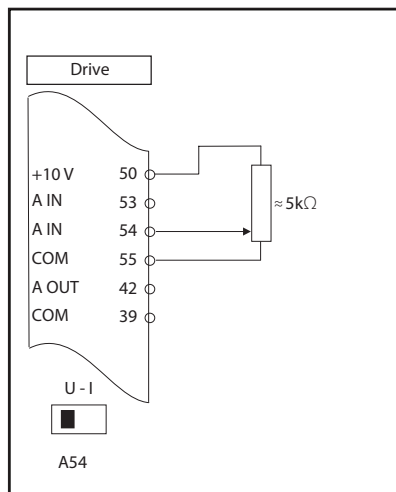 Drive
+10 V 50
A IN 53
A IN 54
COM 55
A OUT 42
COM 39
≈ 5kΩ
U - I
A54